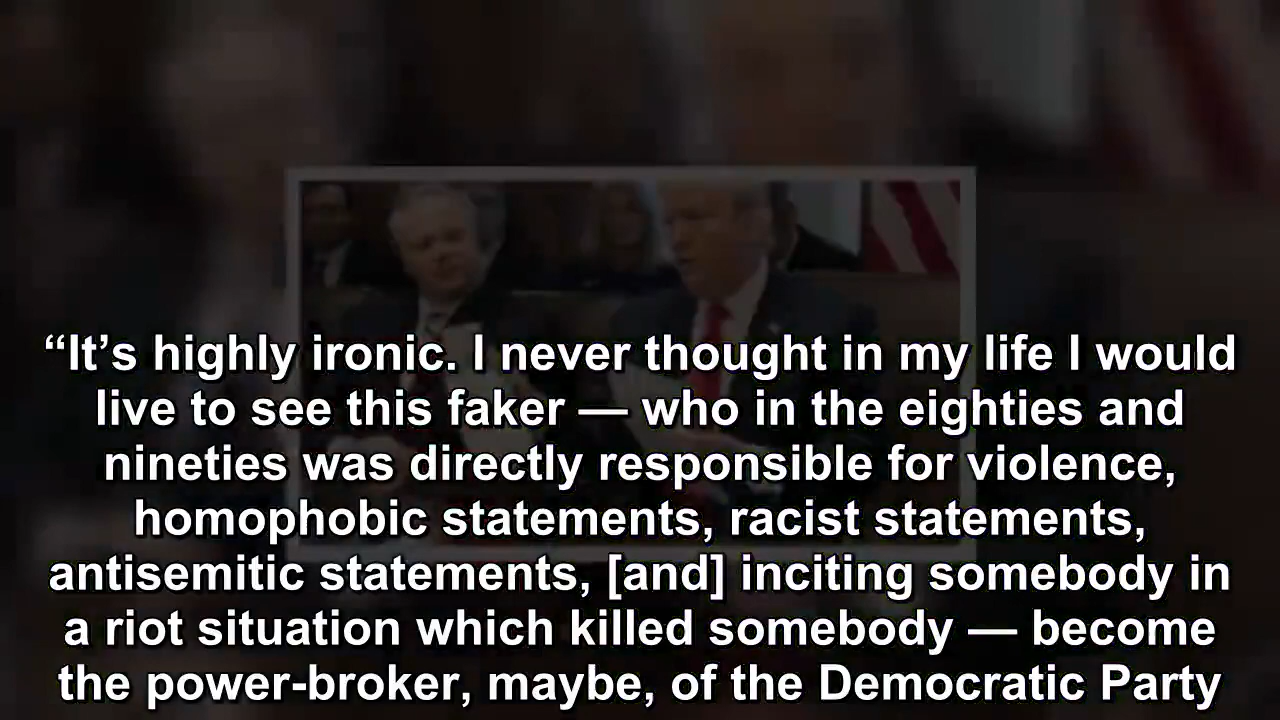 “It’s highly ironic. I never thought in my life I would
live to see this faker — who in the eighties and
nineties was directly responsible for violence,
homophobic statements, racist statements,
antisemitic statements, [and] inciting somebody in
a riot situation which killed somebody — become
the power-broker, maybe, of the Democratic Party